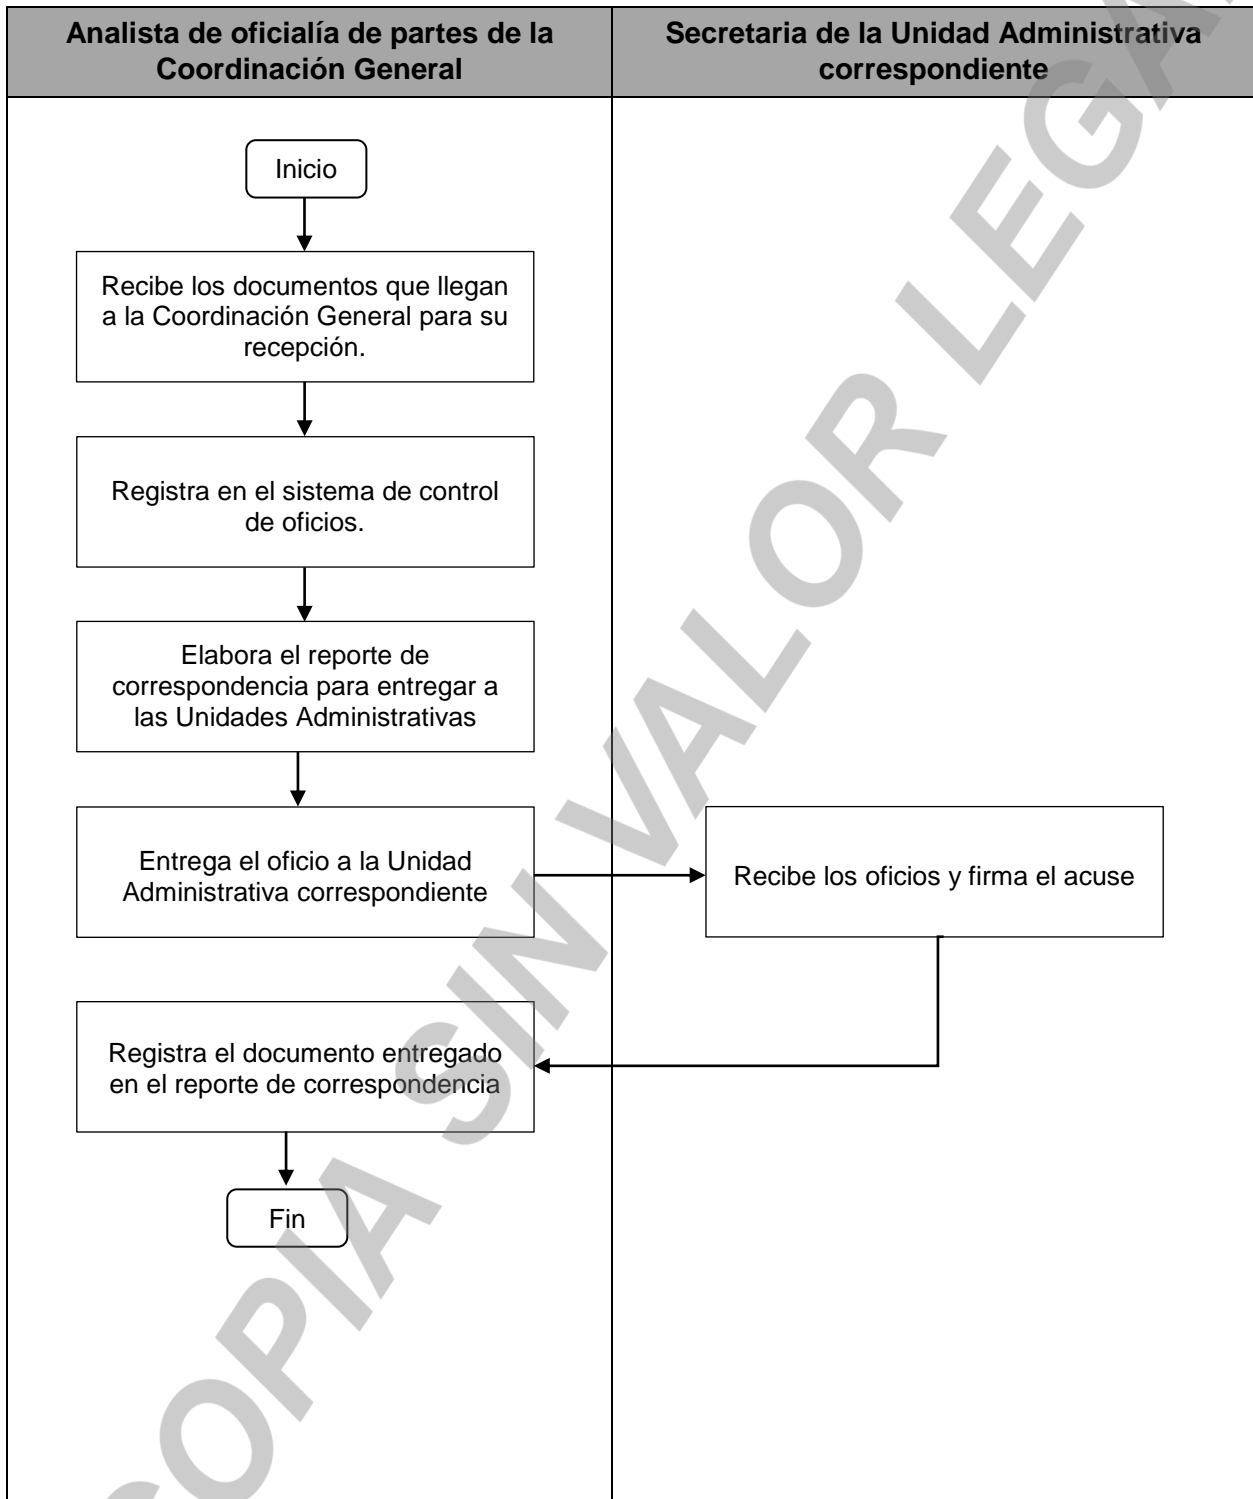 Analista de oficialía de partes de la
Coordinación General
Secretaria de la Unidad Administrativa
correspondiente
Inicio
Recibe los documentos que llegan
a la Coordinación General para su
recepción.
Registra en el sistema de control
de oficios.
Elabora el reporte de
correspondencia para entregar a
las Unidades Administrativas
Entrega el oficio a la Unidad
Administrativa correspondiente
Recibe los oficios y firma el acuse
Registra el documento entregado
en el reporte de correspondencia
Fin
COPIA SIN VALOR LEGAL